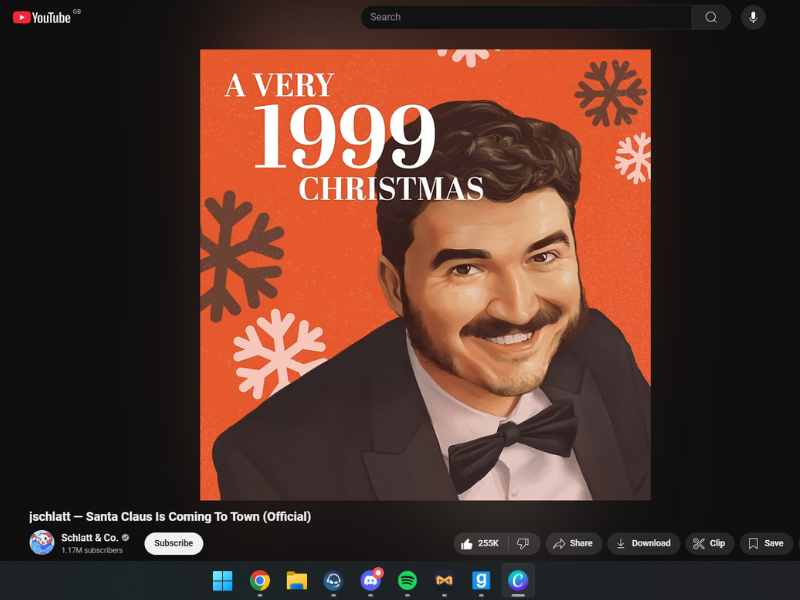 YouTube GB
Search
A VERY
1999
CHRISTMAS
jschlatt — Santa Claus Is Coming To Town (Official)
Schlatt & Co.
1.17M subscribers
Subscribe
255K
Share
Download
Clip
Save
g
C